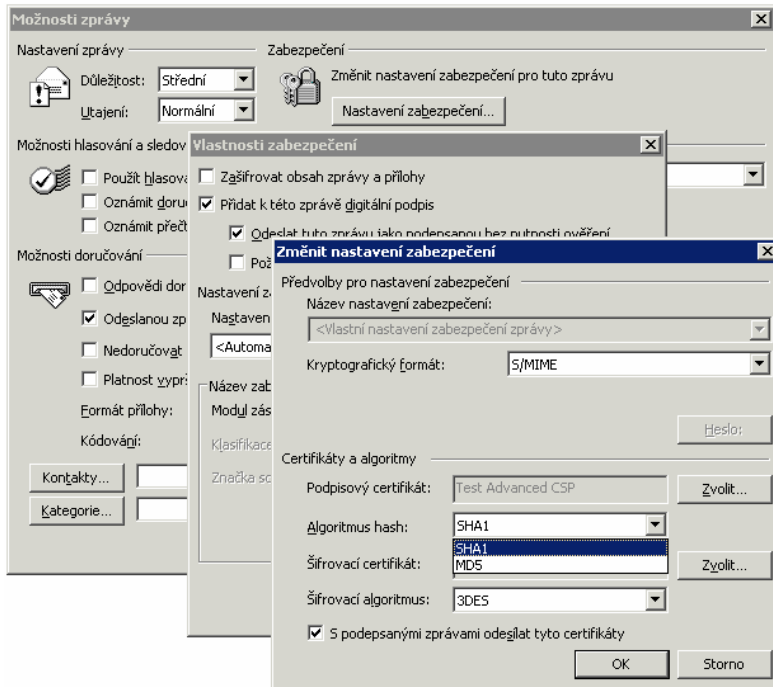 Možnosti zprávy
Nastavení zprávy
Zabezpečení
Důležitost: Střední
Změnit nastavení zabezpečení pro tuto zprávu
Utajení: Normální
Nastavení zabezpečení...
Možnosti hlasování a sledov
Vlastnosti zabezpečení
Použít hlasova
Zašifrovat obsah zprávy a přílohy
Oznámit doru
Přidat k této zprávě digitální podpis
Oznámit přečt
Odeslat tuto zprávu jako podepsanou bez nutnosti ověření
Možnosti doručování
Změnit nastavení zabezpečení
Pož
Předvolby pro nastavení zabezpečení
Odpovědi dor
Nastavení z
Název nastavení zabezpečení:
Odeslanou zp
Nastaven
<Vlastní nastavení zabezpečení zprávy>
Nedoručovat
<Automa
Kryptografický formát: S/MIME
Platnost vyprš
Název zab
Formát přílohy:
Modul zás
Heslo:
Kódování:
Klasifikace
Certifikáty a algoritmy
Kontakty...
Značka sc
Podpisový certifikát: Test Advanced CSP Zvolit...
Kategorie...
Algoritmus hash: SHA1
SHA1
MD5
Šifrovací certifikát: Zvolit...
Šifrovací algoritmus: 3DES
S podepsanými zprávami odesílat tyto certifikáty
OK Storno